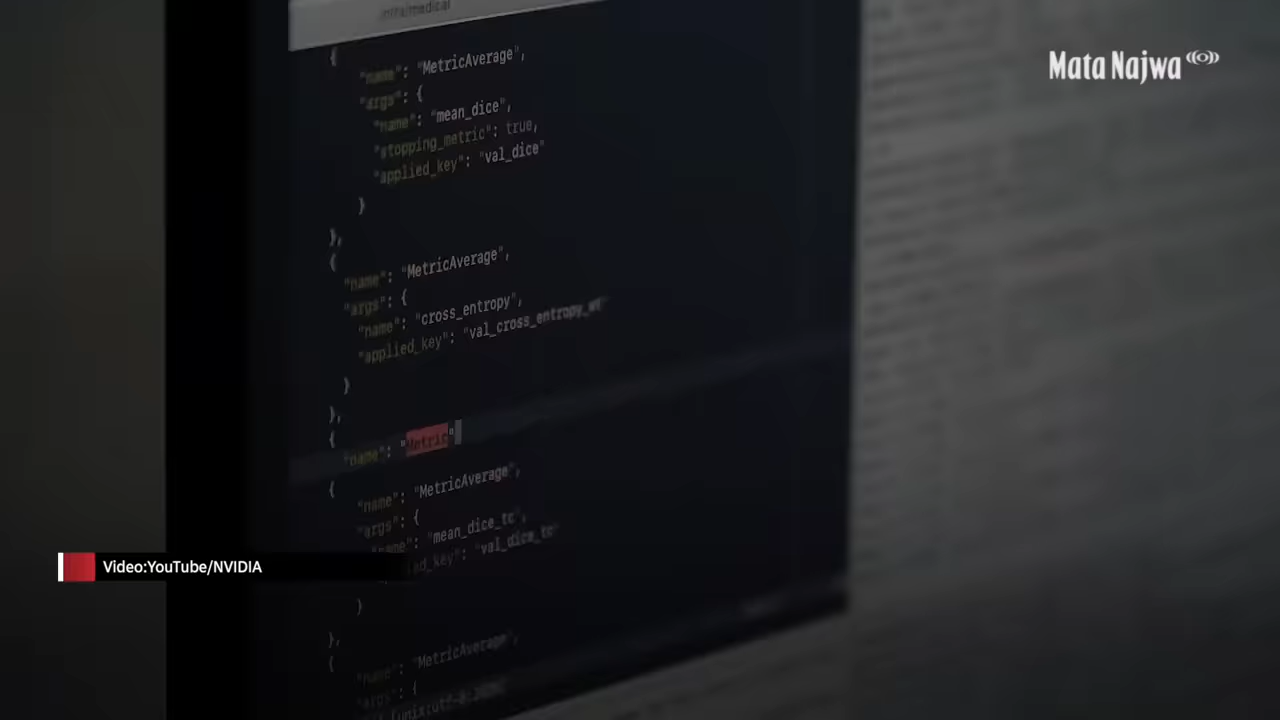 Mata Najwa
{
"name": "MetricAverage",
"args": {
"name": "mean_dice",
"stopping_metric": true,
"applied_key": "val_dice"
}
},
{
"name": "MetricAverage",
"args": {
"name": "cross_entropy",
"applied_key": "val_cross_entropy_wt"
}
},
{
"name": "Metric"
{
"name": "MetricAverage",
"args": {
"name": "mean_dice_tc",
"val_dice_tc"
}
},
{
"name": "MetricAverage",
"args": {
Video:YouTube/NVIDIA